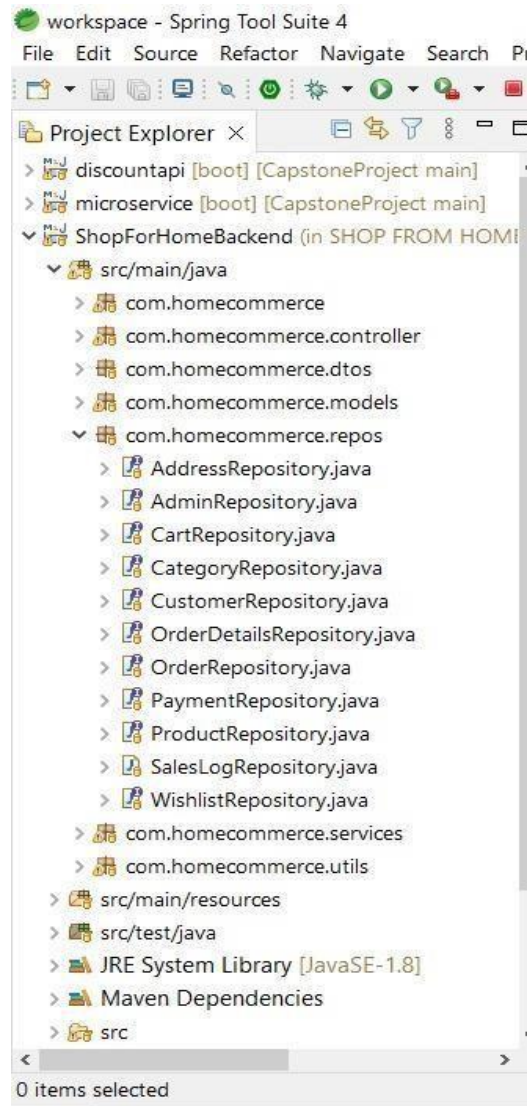 workspace - Spring Tool Suite 4
File Edit Source Refactor Navigate Search
Project Explorer
discountapi [boot] [CapstoneProject main]
microservice [boot] [CapstoneProject main]
ShopForHomeBackend (in SHOP FROM
src/main/java
com.homecommerce
com.homecommerce.controller
com.homecommerce.dtos
com.homecommerce.models
com.homecommerce.repos
AddressRepository.java
AdminRepository.java
CartRepository.java
CategoryRepository.java
CustomerRepository.java
OrderDetailsRepository.java
OrderRepository.java
PaymentRepository.java
ProductRepository.java
SalesLogRepository.java
WishlistRepository.java
com.homecommerce.services
com.homecommerce.utils
src/main/resources
src/test/java
JRE System Library [JavaSE-1.8]
Maven Dependencies
src
0 items selected